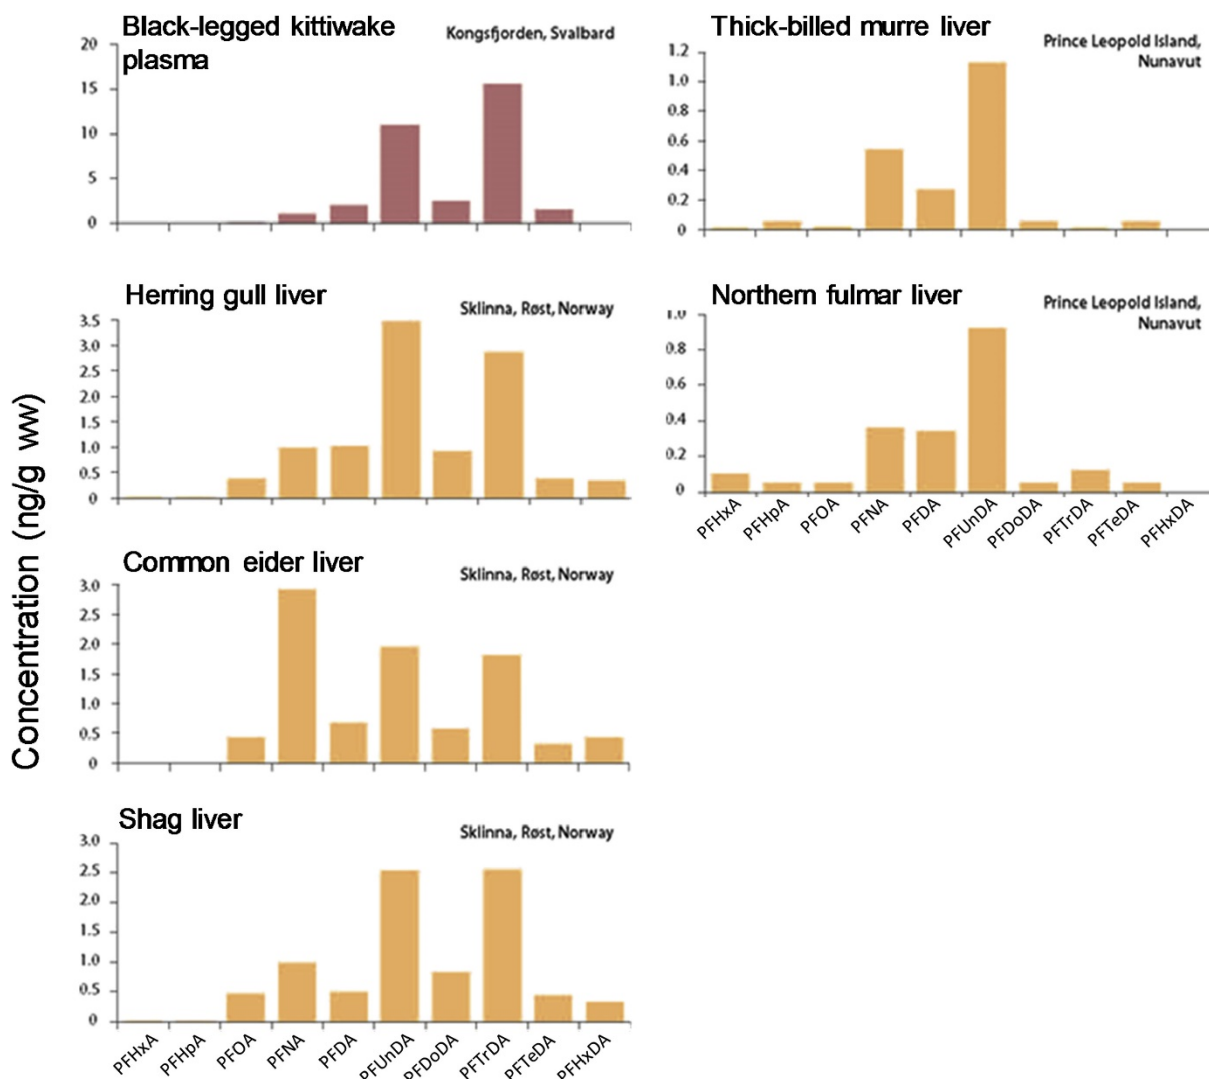 Black-legged kittiwake
plasma
Kongsfjorden, Svalbard
20
15
10
5
0
Thick-billed murre liver
Prince Leopold Island,
Nunavut
1.2
1.0
0.8
0.6
0.4
0.2
0
Herring gull liver
Sklinna, Røst, Norway
3.5
3.0
2.5
2.0
1.5
1.0
0.5
0
Northern fulmar liver
Prince Leopold Island,
Nunavut
1.0
0.8
0.6
0.4
0.2
0
PFHxA
PFHpA
PFOA
PFNA
PFDA
PFUnDA
PFDoDA
PFTrDA
PFTeDA
PFHxDA
Concentration (ng/g ww)
Common eider liver
Sklinna, Røst, Norway
3.0
2.5
2.0
1.5
1.0
0.5
0
Shag liver
Sklinna, Røst, Norway
3.0
2.5
2.0
1.5
1.0
0.5
0
PFHxA
PFHpA
PFOA
PFNA
PFDA
PFUnDA
PFDoDA
PFTrDA
PFTeDA
PFHxDA